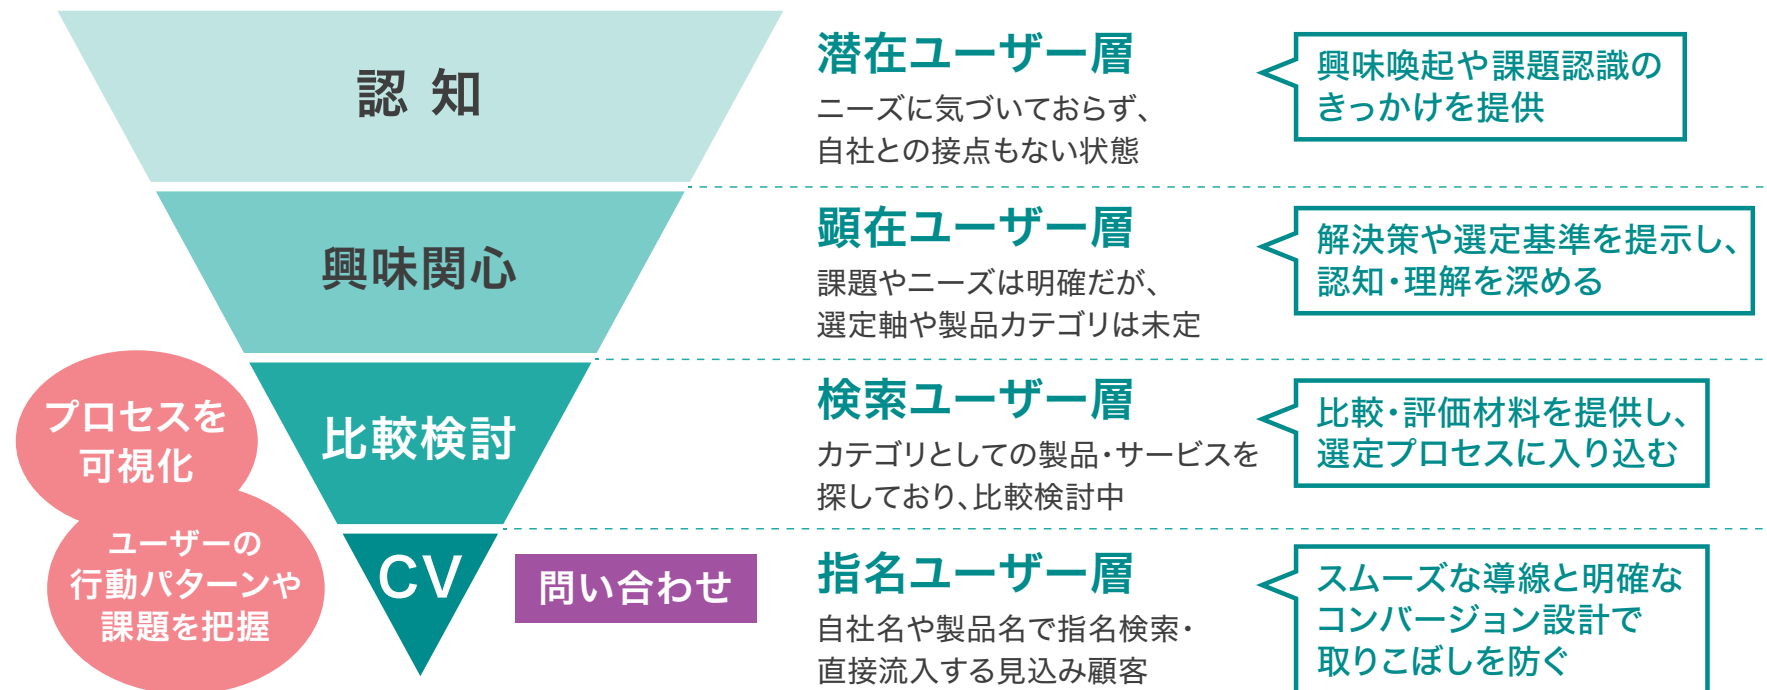 認 知
潜在ユーザー層
ニーズに気づいておらず、
自社との接点もない状態
興味喚起や課題認識の
きっかけを提供
興味関心
顕在ユーザー層
課題やニーズは明確だが、
選定軸や製品カテゴリは未定
解決策や選定基準を提示し、
認知・理解を深める
プロセスを
可視化
比較検討
検索ユーザー層
カテゴリとしての製品・サービスを
探しており、比較検討中
比較・評価材料を提供し、
選定プロセスに入り込む
ユーザーの
行動パターンや
課題を把握
CV
問い合わせ
指名ユーザー層
自社名や製品名で指名検索・
直接流入する見込み顧客
スムーズな導線と明確な
コンバージョン設計で
取りこぼしを防ぐ